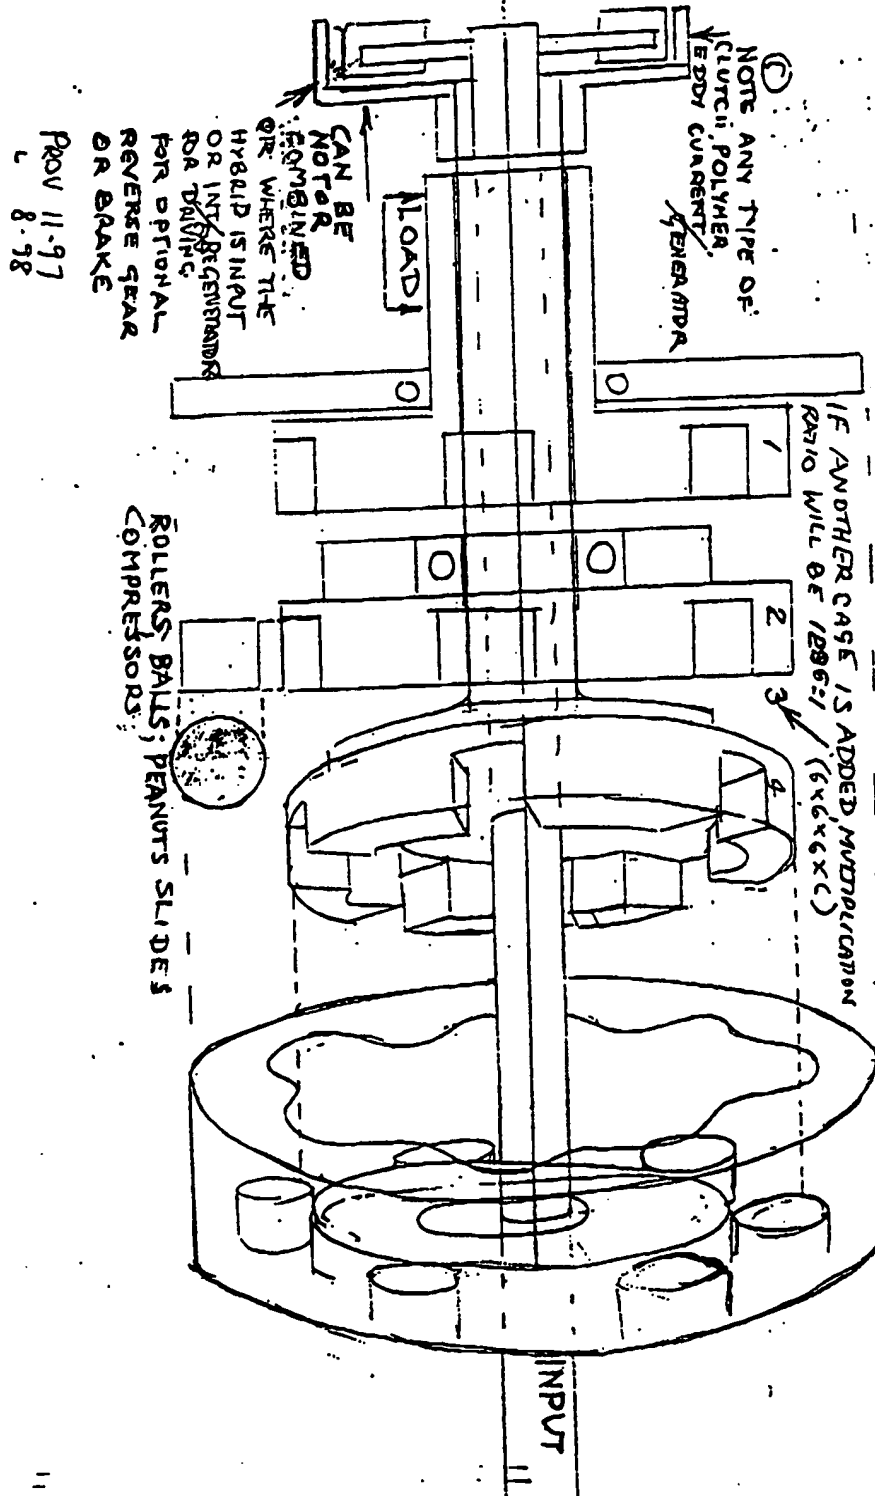 C
NOTE ANY TYPE OF
CLUTCH, POLYMER
EDDY CURRENT/
GENERATOR
IF ANOTHER CASE IS ADDED MULTIPLICATION
RATIO WILL BE 1296:1 (6x6x6x6)
1
2
3
4
LOAD
CAN BE
MOTOR
COMBINED
OR WHERE THE
HYBRID IS INPUT
OR INT/REGENERATOR
FOR DRIVING
FOR OPTIONAL
REVERSE GEAR
OR BRAKE
PROV 11-97
L 8-98
ROLLERS, BALLS, PEANUTS SLIDES
COMPRESSORS
INPUT